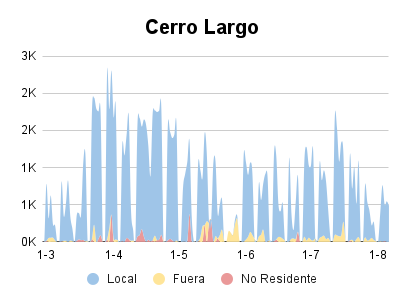 Cerro Largo
3K
2K
2K
1K
1K
0K
1-3 1-4 1-5 1-6 1-7 1-8
Local Fuera No Residente